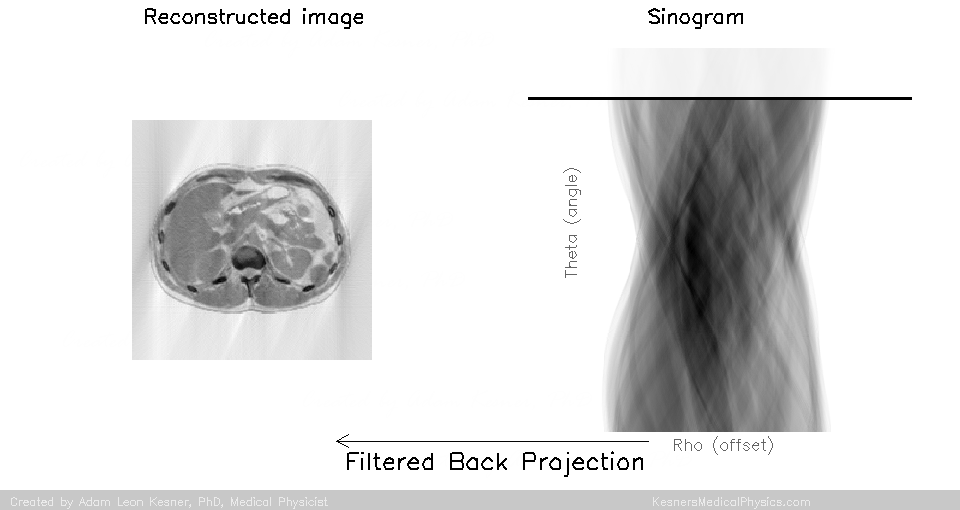 Reconstructed image
Sinogram
Theta (angle)
Rho (offset)
Filtered Back Projection
Created by Adam Leon Kesner, PhD, Medical Physicist
KesnersMedicalPhysics.com